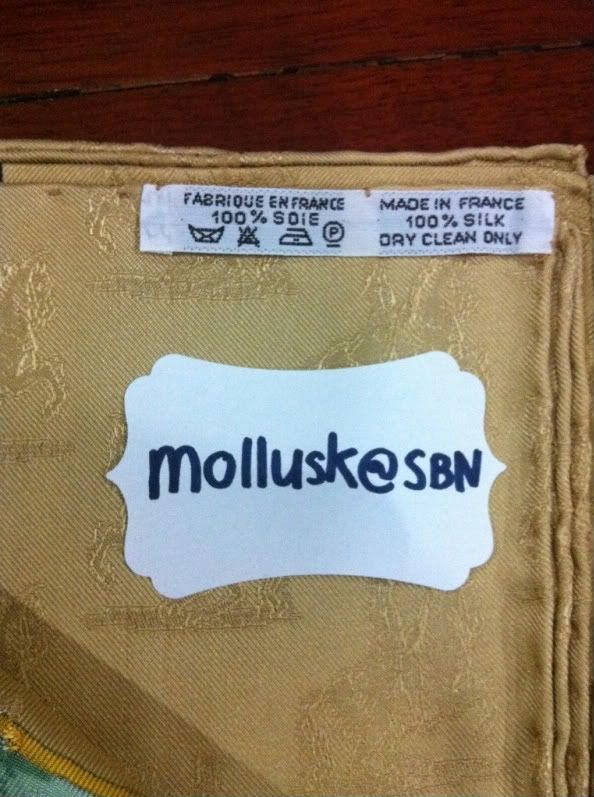 FABRIQUE EN FRANCE
100% SOIE
P
MADE IN FRANCE
100% SILK
DRY CLEAN ONLY
mollusk@SBN